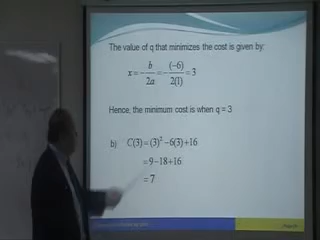 The value of q that minimizes the cost is given by:
x = - b/2a = - (-6)/2(1) = 3
Hence, the minimum cost is when q = 3
b) C(3) = (3)² - 6(3) + 16
= 9 - 18 + 16
= 7